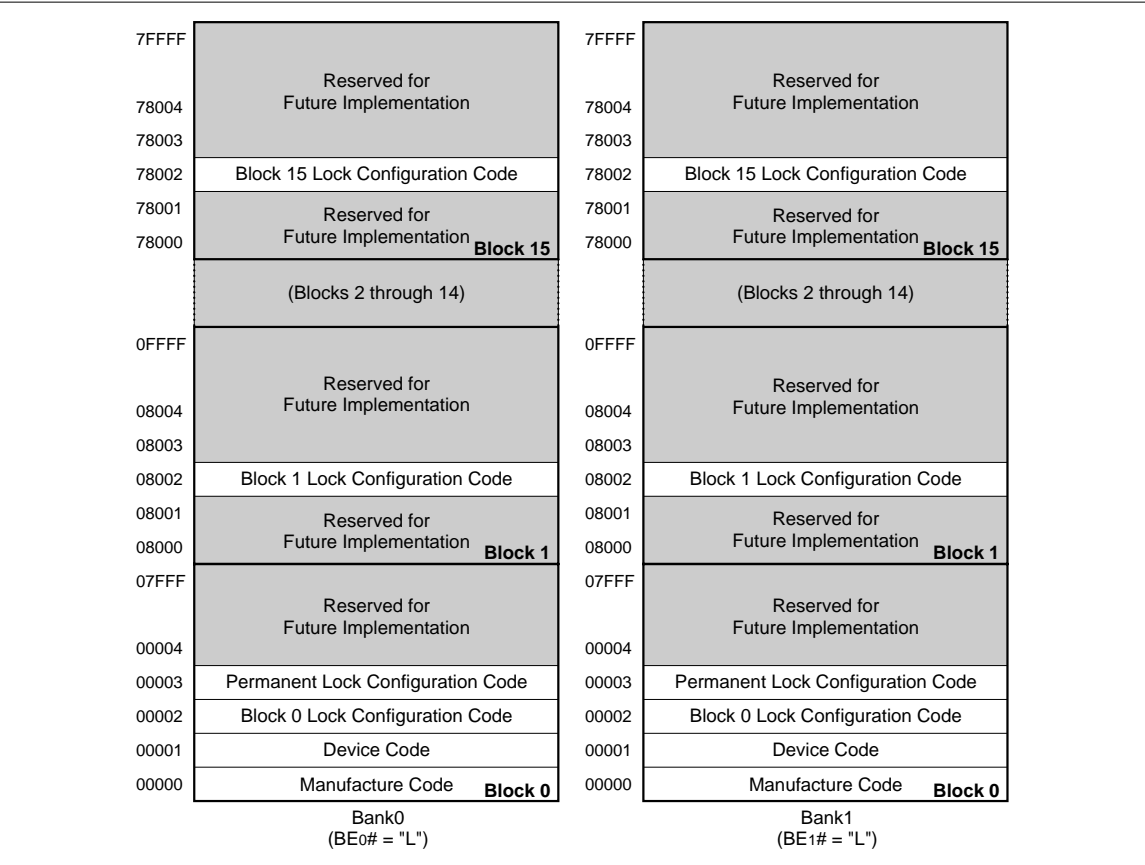 7FFFF
Reserved for
Future Implementation
78004
78003
78002 Block 15 Lock Configuration Code
78001
Reserved for
Future Implementation
78000
Block 15
(Blocks 2 through 14)
0FFFF
Reserved for
Future Implementation
08004
08003
08002 Block 1 Lock Configuration Code
08001
Reserved for
Future Implementation
08000
Block 1
07FFF
Reserved for
Future Implementation
00004
00003 Permanent Lock Configuration Code
00002 Block 0 Lock Configuration Code
00001 Device Code
00000 Manufacture Code Block 0
Bank0
(BE0# = "L")
7FFFF
Reserved for
Future Implementation
78004
78003
78002 Block 15 Lock Configuration Code
78001
Reserved for
Future Implementation
78000
Block 15
(Blocks 2 through 14)
0FFFF
Reserved for
Future Implementation
08004
08003
08002 Block 1 Lock Configuration Code
08001
Reserved for
Future Implementation
08000
Block 1
07FFF
Reserved for
Future Implementation
00004
00003 Permanent Lock Configuration Code
00002 Block 0 Lock Configuration Code
00001 Device Code
00000 Manufacture Code Block 0
Bank1
(BE1# = "L")